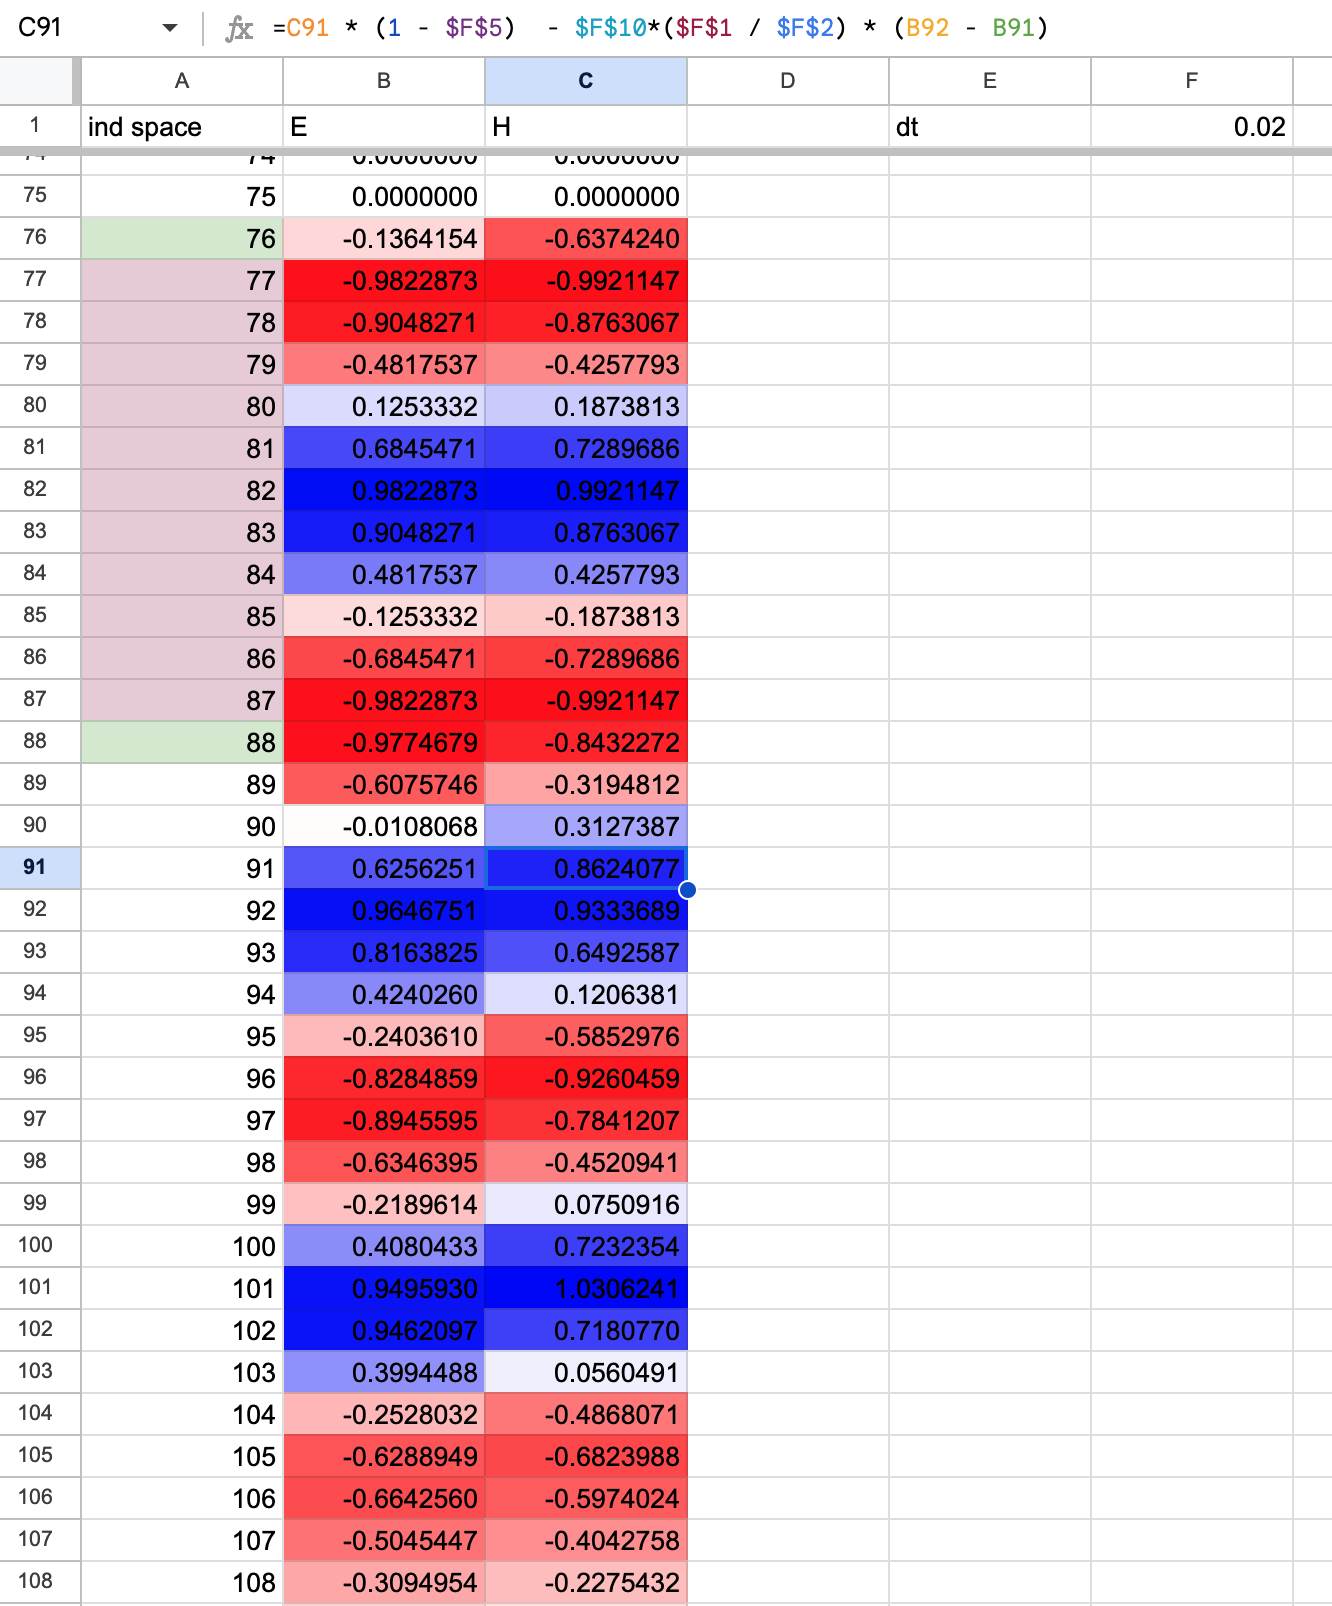 C91 fx =C91 * (1 - $F$5)  - $F$10*($F$1 / $F$2) * (B92 - B91)
A B C D E F
1 ind space E H dt 0.02
74 74 0.0000000 0.0000000
75 75 0.0000000 0.0000000
76 76 -0.1364154 -0.6374240
77 77 -0.9822873 -0.9921147
78 78 -0.9048271 -0.8763067
79 79 -0.4817537 -0.4257793
80 80 0.1253332 0.1873813
81 81 0.6845471 0.7289686
82 82 0.9822873 0.9921147
83 83 0.9048271 0.8763067
84 84 0.4817537 0.4257793
85 85 -0.1253332 -0.1873813
86 86 -0.6845471 -0.7289686
87 87 -0.9822873 -0.9921147
88 88 -0.9774679 -0.8432272
89 89 -0.6075746 -0.3194812
90 90 -0.0108068 0.3127387
91 91 0.6256251 0.8624077
92 92 0.9646751 0.9333689
93 93 0.8163825 0.6492587
94 94 0.4240260 0.1206381
95 95 -0.2403610 -0.5852976
96 96 -0.8284859 -0.9260459
97 97 -0.8945595 -0.7841207
98 98 -0.6346395 -0.4520941
99 99 -0.2189614 0.0750916
100 100 0.4080433 0.7232354
101 101 0.9495930 1.0306241
102 102 0.9462097 0.7180770
103 103 0.3994488 0.0560491
104 104 -0.2528032 -0.4868071
105 105 -0.6288949 -0.6823988
106 106 -0.6642560 -0.5974024
107 107 -0.5045447 -0.4042758
108 108 -0.3094954 -0.2275432